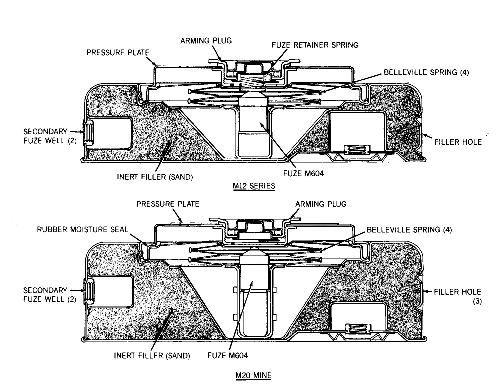 ARMING PLUG
FUZE RETAINER SPRING
PRESSURE PLATE
BELLEVILLE SPRING (4)
SECONDARY
FUZE WELL (2)
FILLER HOLE
INERT FILLER (SAND)
FUZE M604
M12 SERIES
PRESSURE PLATE
ARMING PLUG
RUBBER MOISTURE SEAL
BELLEVILLE SPRING (4)
SECONDARY
FUZE WELL (2)
FILLER HOLE
(3)
INERT FILLER (SAND)
FUZE M604
M20 MINE